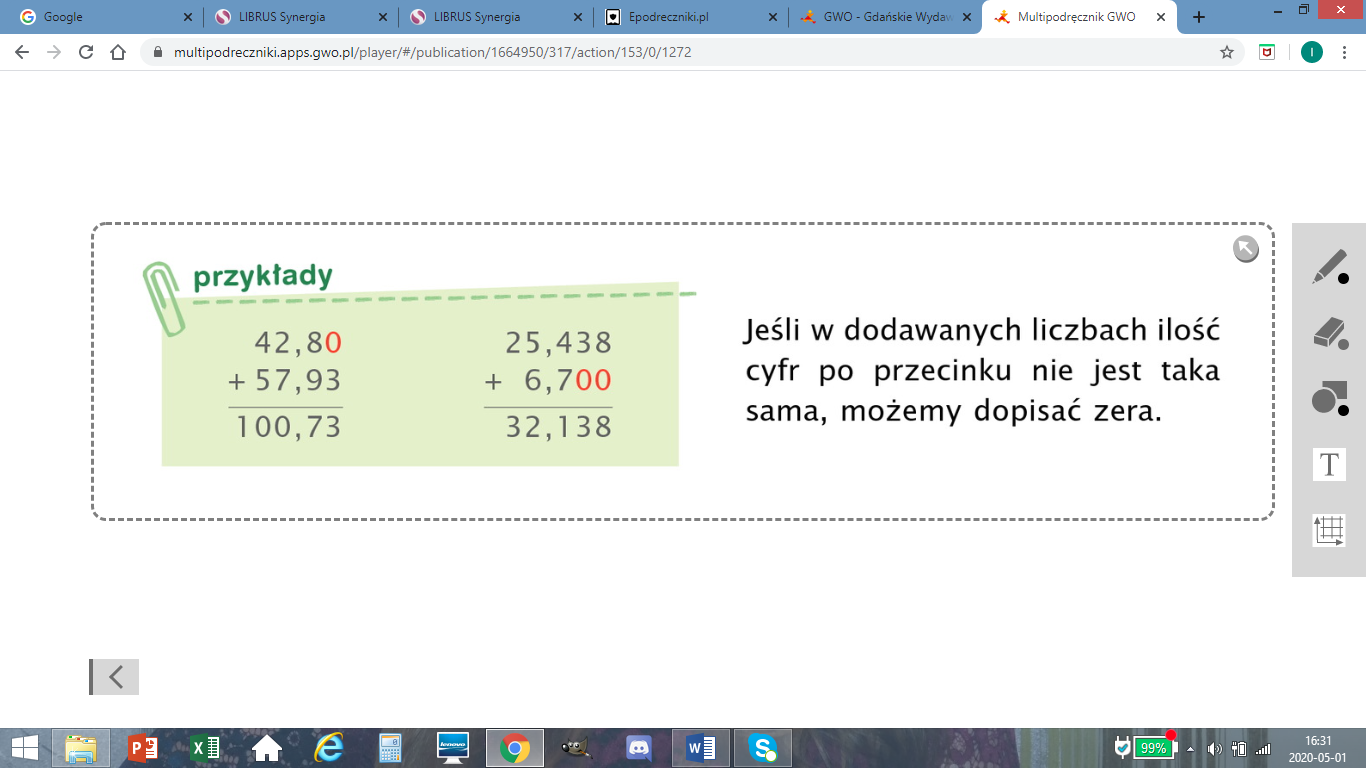 Google
LIBRUS Synergia
LIBRUS Synergia
Epodreczniki.pl
GWO - Gdańskie Wydaw
Multipodręcznik GWO
multipodreczniki.apps.gwo.pl/player/#/publication/1664950/317/action/153/0/1272
I
przykłady
42,80
+ 57,93
100,73
25,438
+ 6,700
32,138
Jeśli w dodawanych liczbach ilość
cyfr po przecinku nie jest taka
sama, możemy dopisać zera.
T
lenovo
99%
16:31
2020-05-01